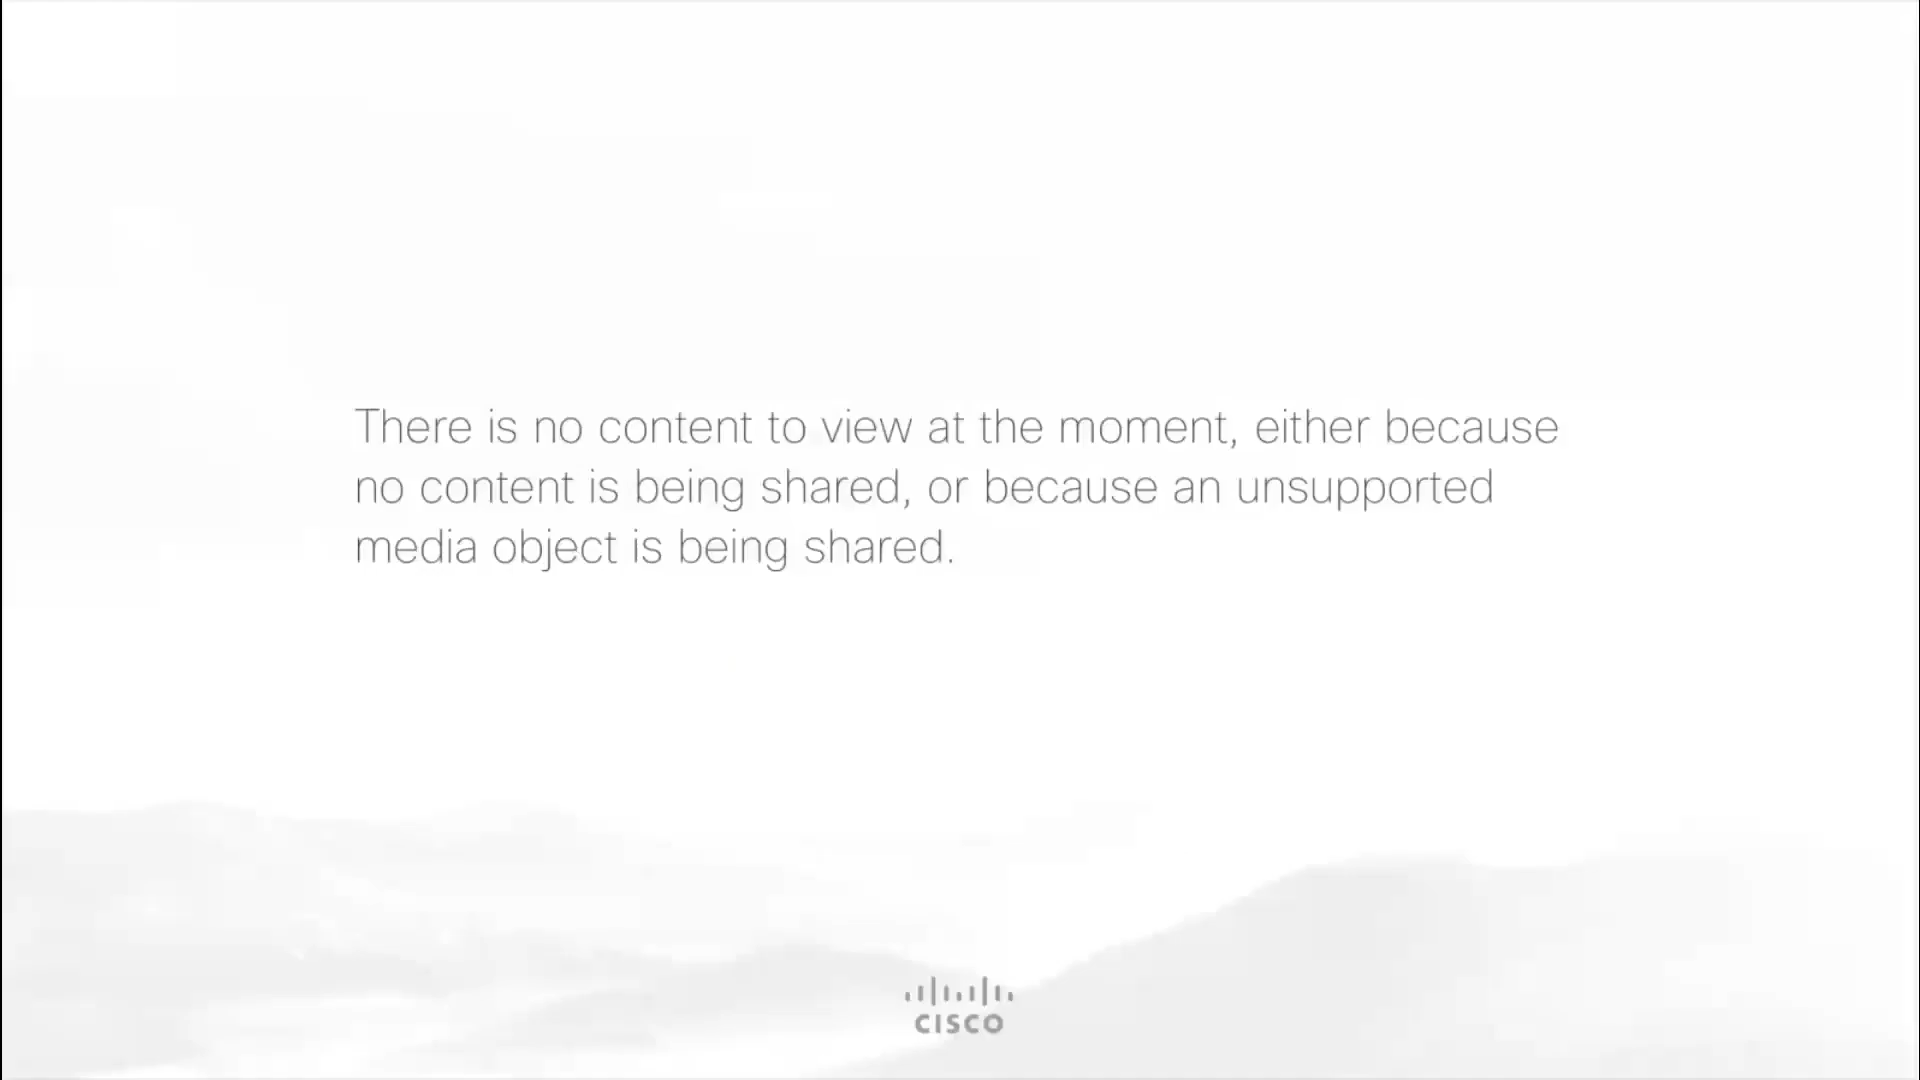 There is no content to view at the moment, either because
no content is being shared, or because an unsupported
media object is being shared.
CISCO